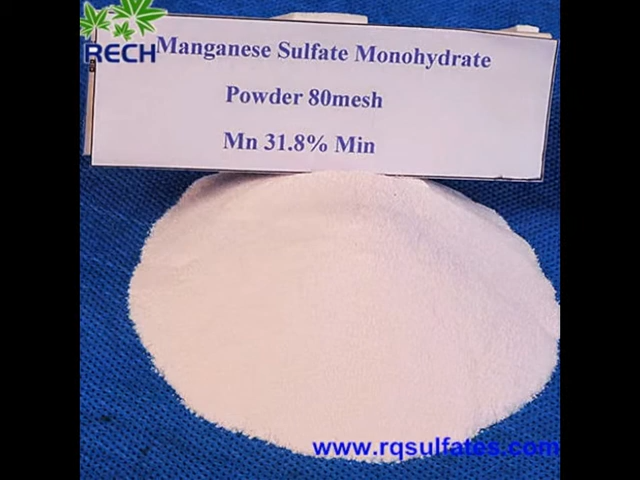 RECH
Manganese Sulfate Monohydrate
Powder 80mesh
Mn 31.8% Min
www.rqsulfates.com